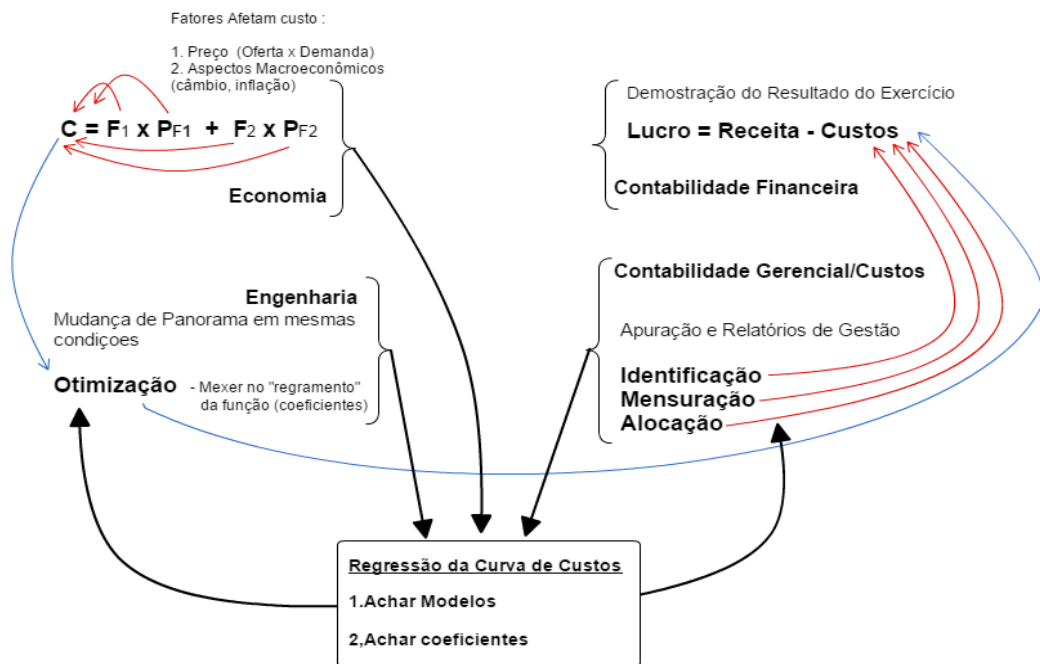 Fatores Afetam custo :
1. Preço (Oferta x Demanda)
2. Aspectos Macroeconômicos
(câmbio, inflação)
C = F1 x PF1 + F2 x PF2
Economia
Demostração do Resultado do Exercício
Lucro = Receita - Custos
Contabilidade Financeira
Engenharia
Mudança de Panorama em mesmas
condiçoes
Otimização
- Mexer no "regramento"
da função (coeficientes)
Contabilidade Gerencial/Custos
Apuração e Relatórios de Gestão
Identificação
Mensuração
Alocação
Regressão da Curva de Custos
1.Achar Modelos
2,Achar coeficientes